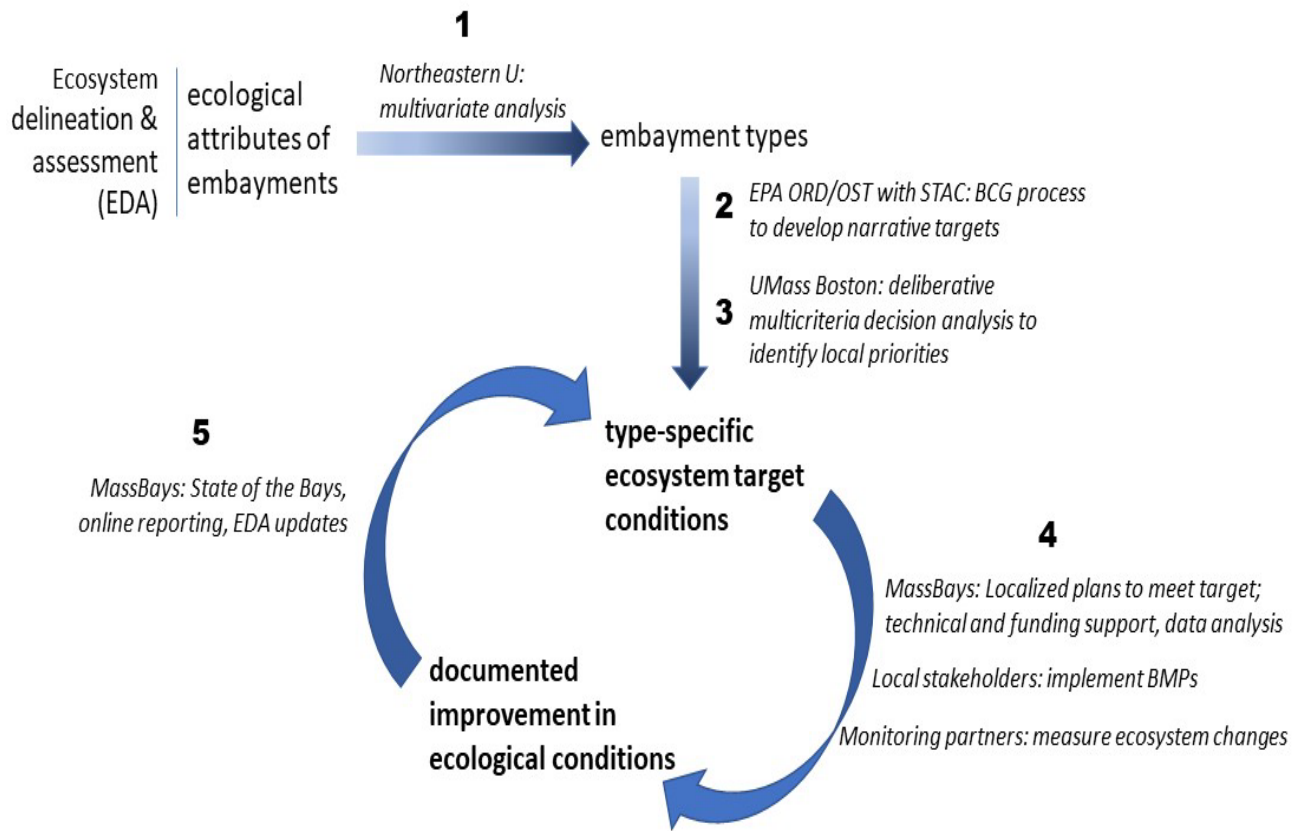 1
Ecosystem
delineation &
assessment
(EDA)
ecological
attributes of
embayments
Northeastern U:
multivariate analysis
embayment types
2
EPA ORD/OST with STAC: BCG process
to develop narrative targets
3
UMass Boston: deliberative
multicriteria decision analysis to
identify local priorities
type-specific
ecosystem target
conditions
4
MassBays: Localized plans to meet target;
technical and funding support, data analysis
Local stakeholders: implement BMPs
Monitoring partners: measure ecosystem changes
documented
improvement in
ecological conditions
5
MassBays: State of the Bays,
online reporting, EDA updates